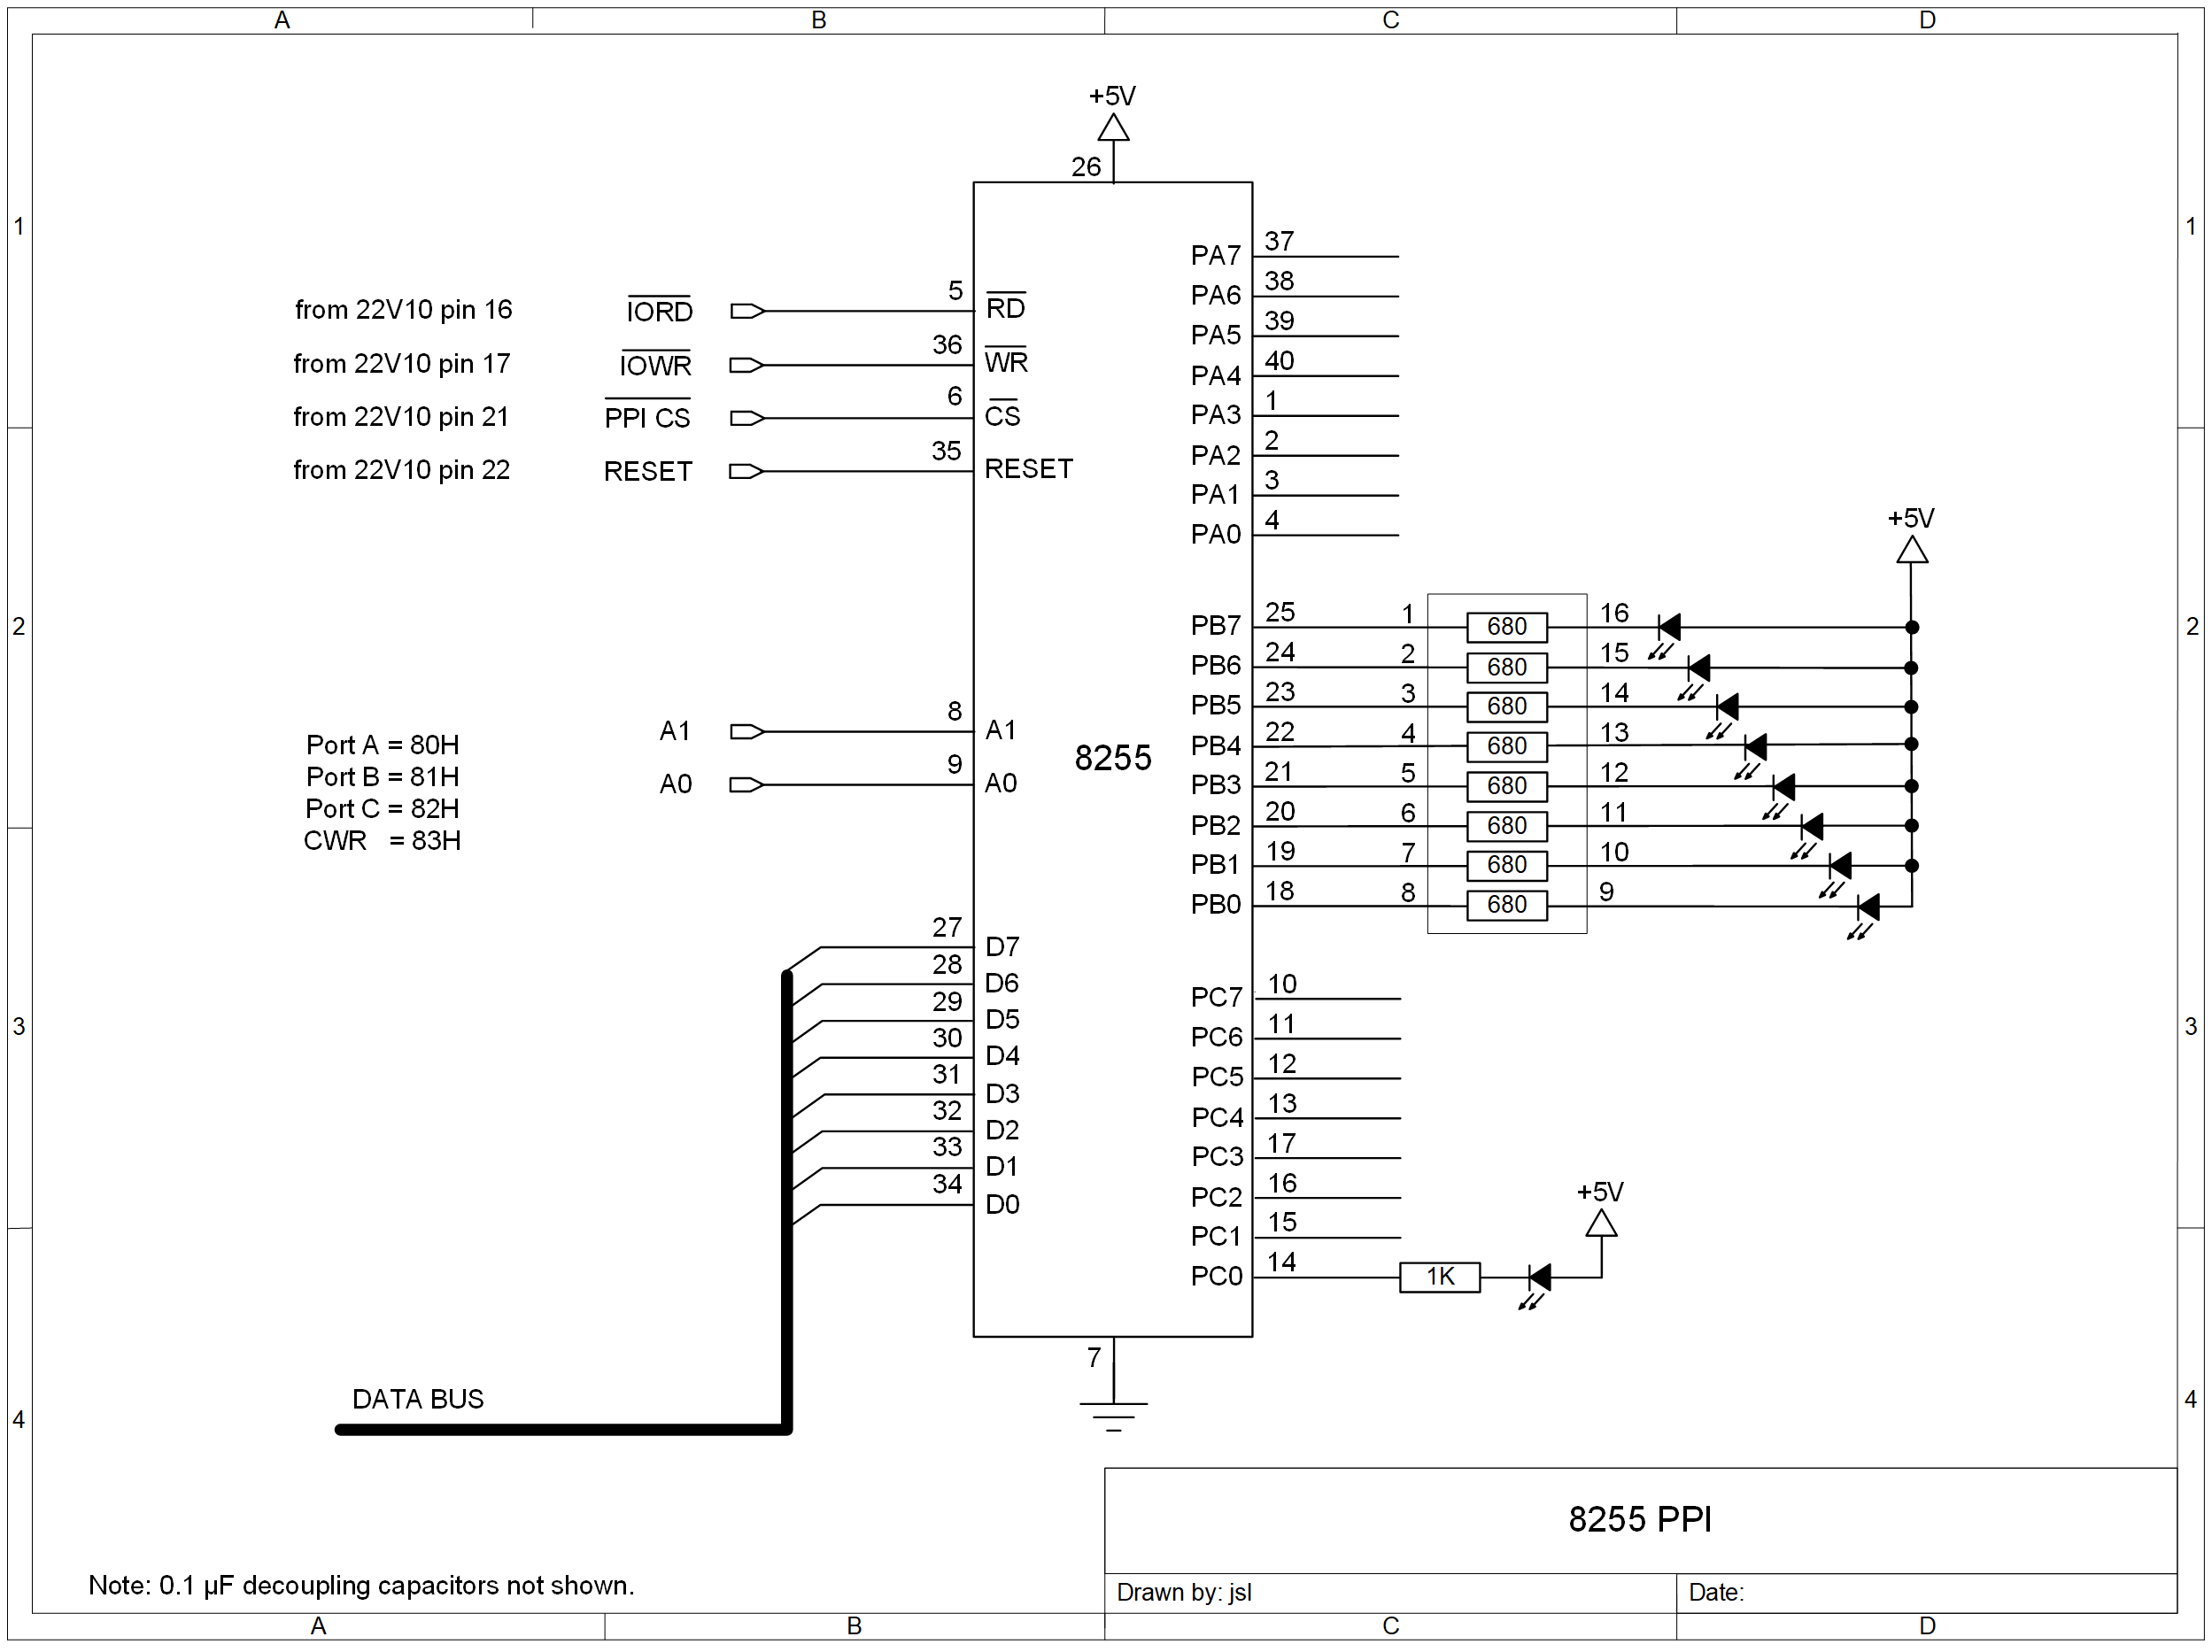 A B C D
+5V
26
1 1
PA7 37
PA6 38
from 22V10 pin 16 IORD 5 RD
PA5 39
from 22V10 pin 17 IOWR 36 WR
PA4 40
from 22V10 pin 21 PPI CS 6 CS
PA3 1
PA2 2
from 22V10 pin 22 RESET 35 RESET
PA1 3
PA0 4
+5V
2 2
PB7 25 1 680 16
PB6 24 2 680 15
PB5 23 3 680 14
A1 8 A1
PB4 22 4 680 13
8255
PB3 21 5 680 12
A0 9 A0
PB2 20 6 680 11
PB1 19 7 680 10
PB0 18 8 680 9
Port A = 80H
Port B = 81H
Port C = 82H
CWR = 83H
27 D7
28 D6
29 D5
30 D4
31 D3
32 D2
33 D1
34 D0
3 3
PC7 10
PC6 11
PC5 12
PC4 13
PC3 17
PC2 16
PC1 15
+5V
PC0 14 1K
7
DATA BUS
4 4
8255 PPI
Note: 0.1 µF decoupling capacitors not shown.
Drawn by: jsl
Date:
A B C D